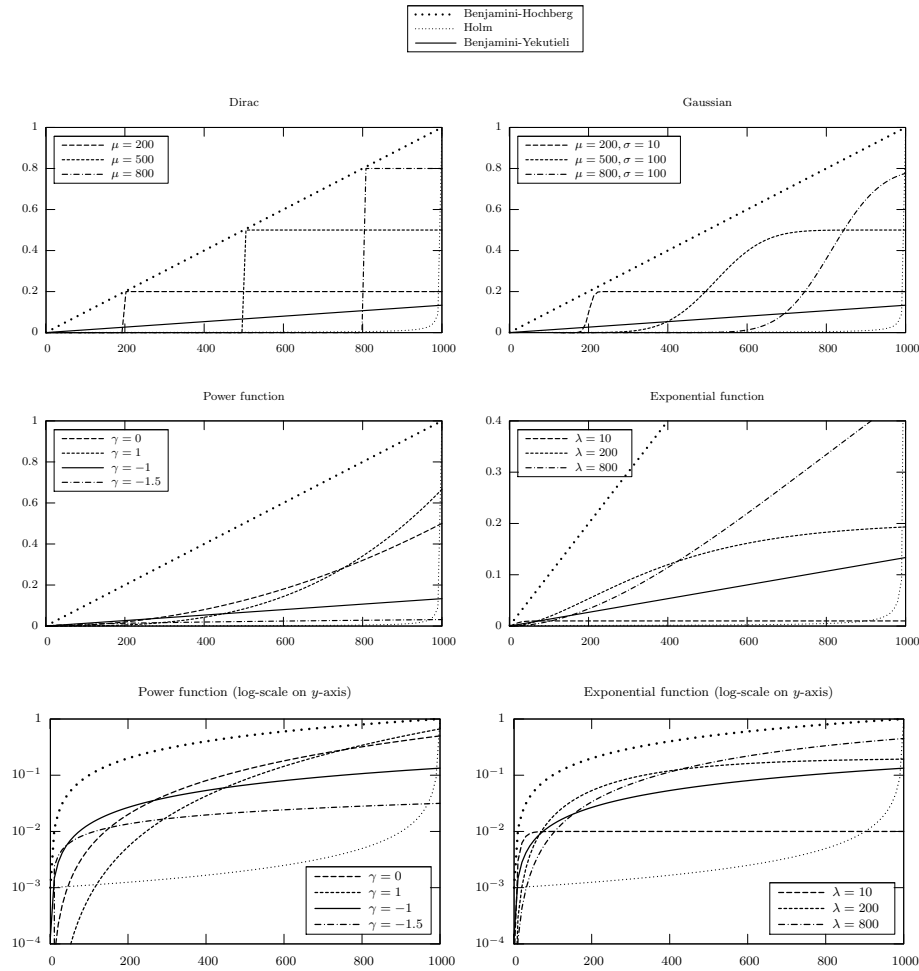 Benjamini-Hochberg
Holm
Benjamini-Yekutieli
Dirac
1
0.8
0.6
0.4
0.2
0
0 200 400 600 800 1000
μ = 200
μ = 500
μ = 800
Gaussian
1
0.8
0.6
0.4
0.2
0
0 200 400 600 800 1000
μ = 200, σ = 10
μ = 500, σ = 100
μ = 800, σ = 100
Power function
1
0.8
0.6
0.4
0.2
0
0 200 400 600 800 1000
γ = 0
γ = 1
γ = −1
γ = −1.5
Exponential function
0.4
0.3
0.2
0.1
0
0 200 400 600 800 1000
λ = 10
λ = 200
λ = 800
Power function (log-scale on y-axis)
1
10⁻¹
10⁻²
10⁻³
10⁻⁴
0 200 400 600 800 1000
γ = 0
γ = 1
γ = −1
γ = −1.5
Exponential function (log-scale on y-axis)
1
10⁻¹
10⁻²
10⁻³
10⁻⁴
0 200 400 600 800 1000
λ = 10
λ = 200
λ = 800